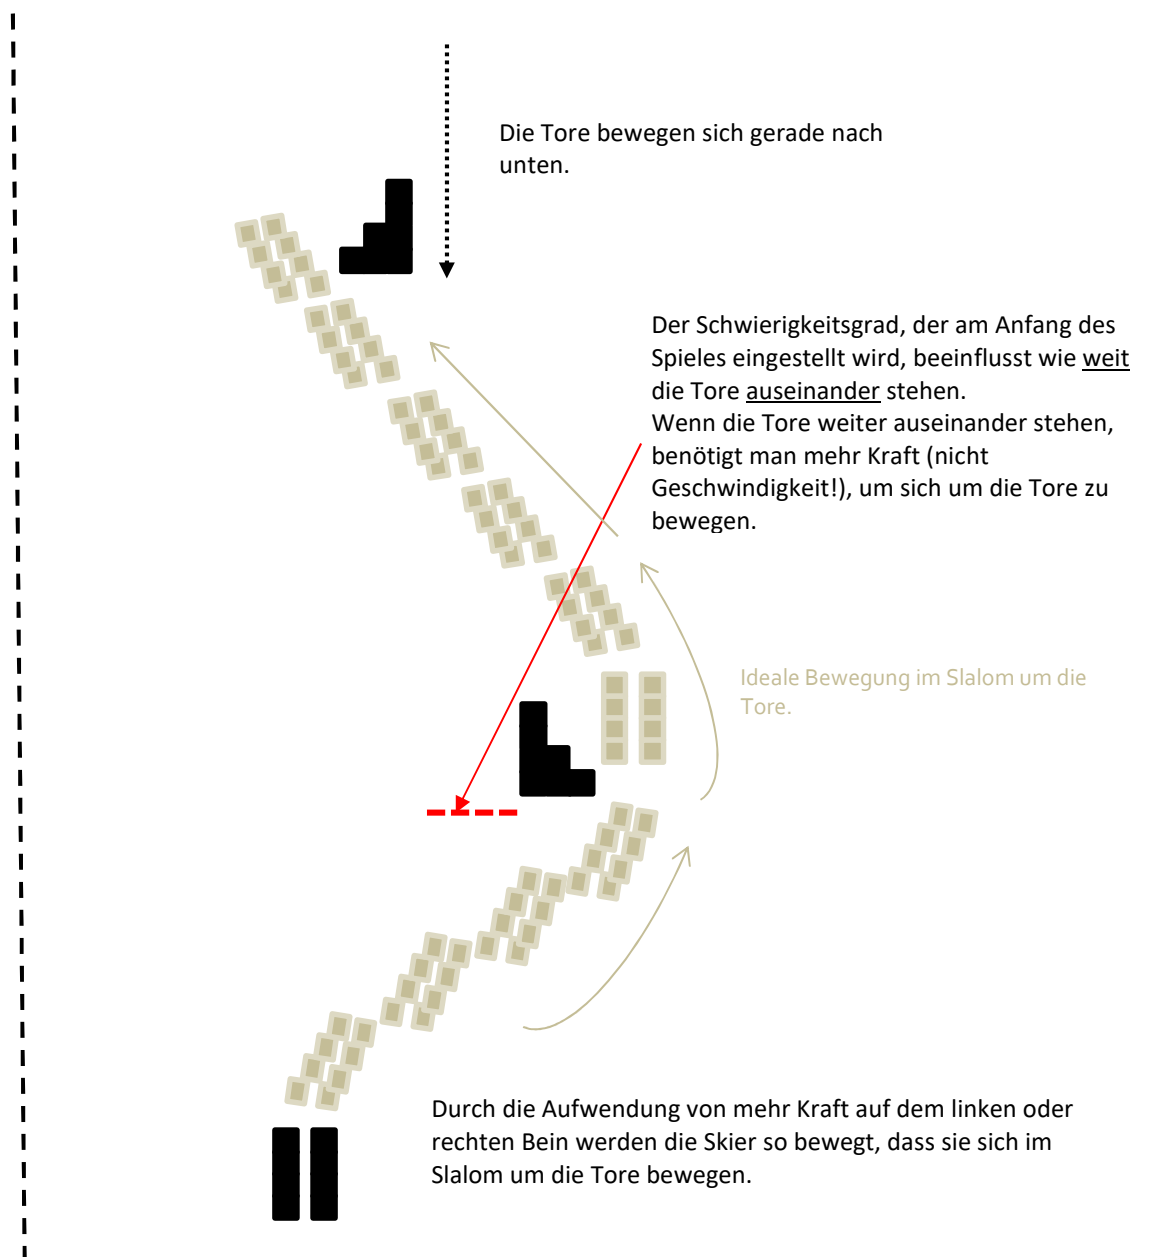 Die Tore bewegen sich gerade nach
unten.
Der Schwierigkeitsgrad, der am Anfang des
Spieles eingestellt wird, beeinflusst wie weit
die Tore auseinander stehen.
Wenn die Tore weiter auseinander stehen,
benötigt man mehr Kraft (nicht
Geschwindigkeit!), um sich um die Tore zu
bewegen.
Ideale Bewegung im Slalom um die
Tore.
Durch die Aufwendung von mehr Kraft auf dem linken oder
rechten Bein werden die Skier so bewegt, dass sie sich im
Slalom um die Tore bewegen.